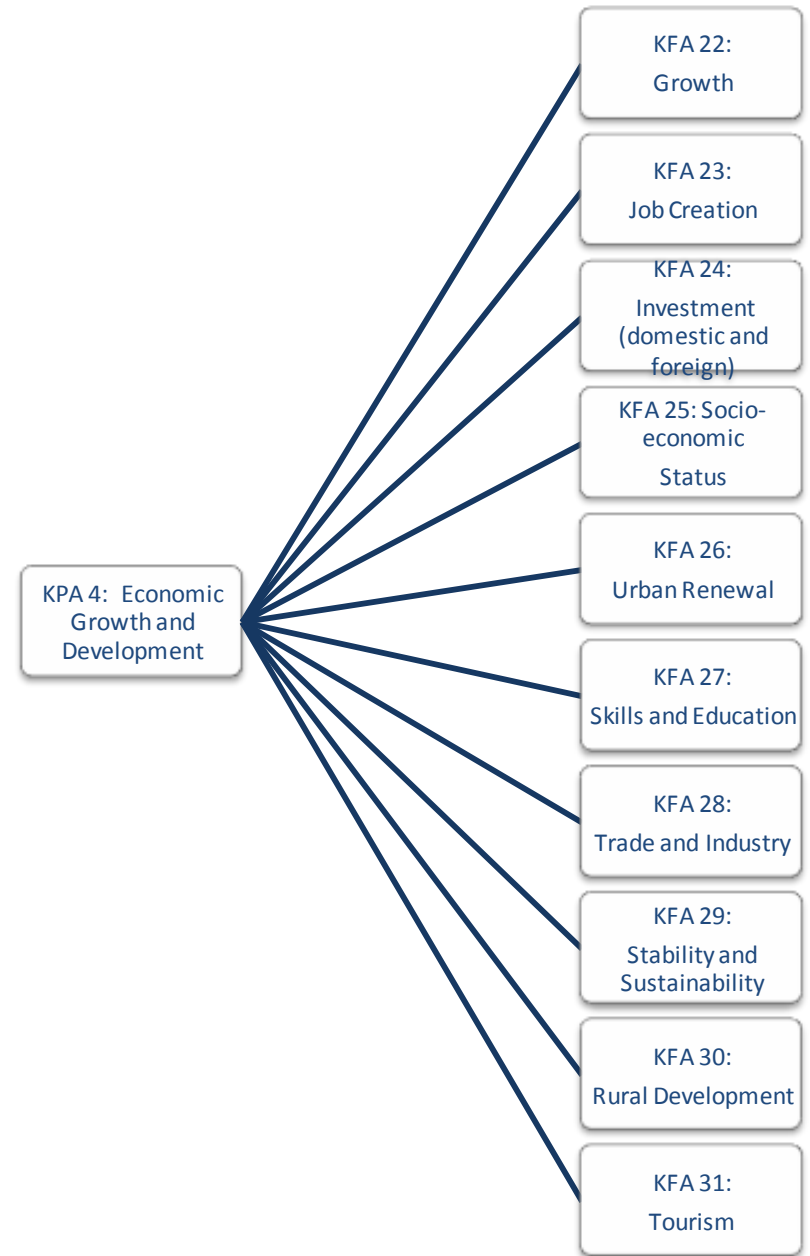 KFA 22:
Growth
KFA 23:
Job Creation
KFA 24:
Investment
(domestic and
foreign)
KFA 25: Socio-
economic
Status
KFA 26:
Urban Renewal
KPA 4: Economic
Growth and
Development
KFA 27:
Skills and Education
KFA 28:
Trade and Industry
KFA 29:
Stability and
Sustainability
KFA 30:
Rural Development
KFA 31:
Tourism